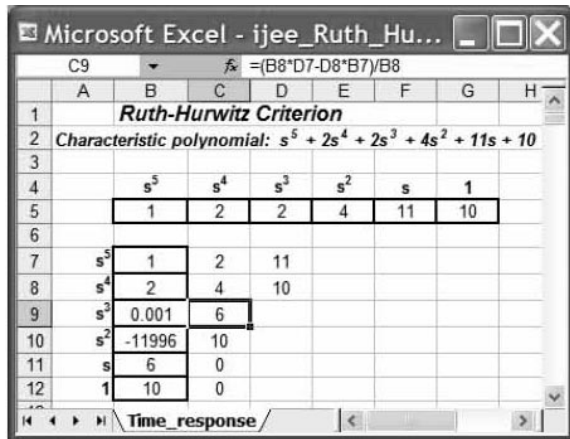 Microsoft Excel - ijee_Ruth_Hu...
C9 fx =(B8*D7-D8*B7)/B8
A B C D E F G H
1 Ruth-Hurwitz Criterion
2 Characteristic polynomial: s⁵ + 2s⁴ + 2s³ + 4s² + 11s + 10
3
4 s⁵ s⁴ s³ s² s 1
5 1 2 2 4 11 10
6
7 s⁵ 1 2 11
8 s⁴ 2 4 10
9 s³ 0.001 6
10 s² -11996 10
11 s 6 0
12 1 10 0
Time_response